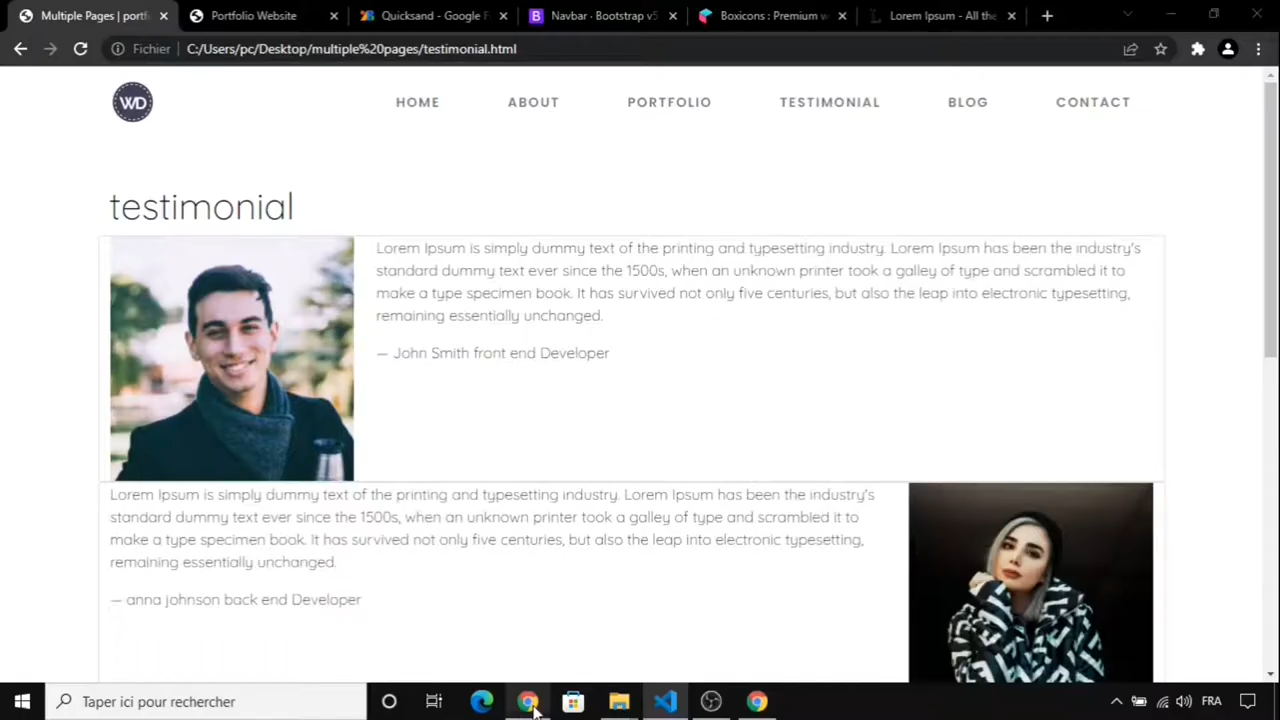 Multiple Pages | portf
Portfolio Website
Quicksand - Google F
Navbar · Bootstrap v5
Boxicons : Premium w
Lorem Ipsum - All the
Fichier
C:/Users/pc/Desktop/multiple%20pages/testimonial.html
WD
HOME
ABOUT
PORTFOLIO
TESTIMONIAL
BLOG
CONTACT
testimonial
Lorem Ipsum is simply dummy text of the printing and typesetting industry. Lorem Ipsum has been the industry's
standard dummy text ever since the 1500s, when an unknown printer took a galley of type and scrambled it to
make a type specimen book. It has survived not only five centuries, but also the leap into electronic typesetting,
remaining essentially unchanged.
— John Smith front end Developer
Lorem Ipsum is simply dummy text of the printing and typesetting industry. Lorem Ipsum has been the industry's
standard dummy text ever since the 1500s, when an unknown printer took a galley of type and scrambled it to
make a type specimen book. It has survived not only five centuries, but also the leap into electronic typesetting,
remaining essentially unchanged.
— anna johnson back end Developer
Taper ici pour rechercher
FRA